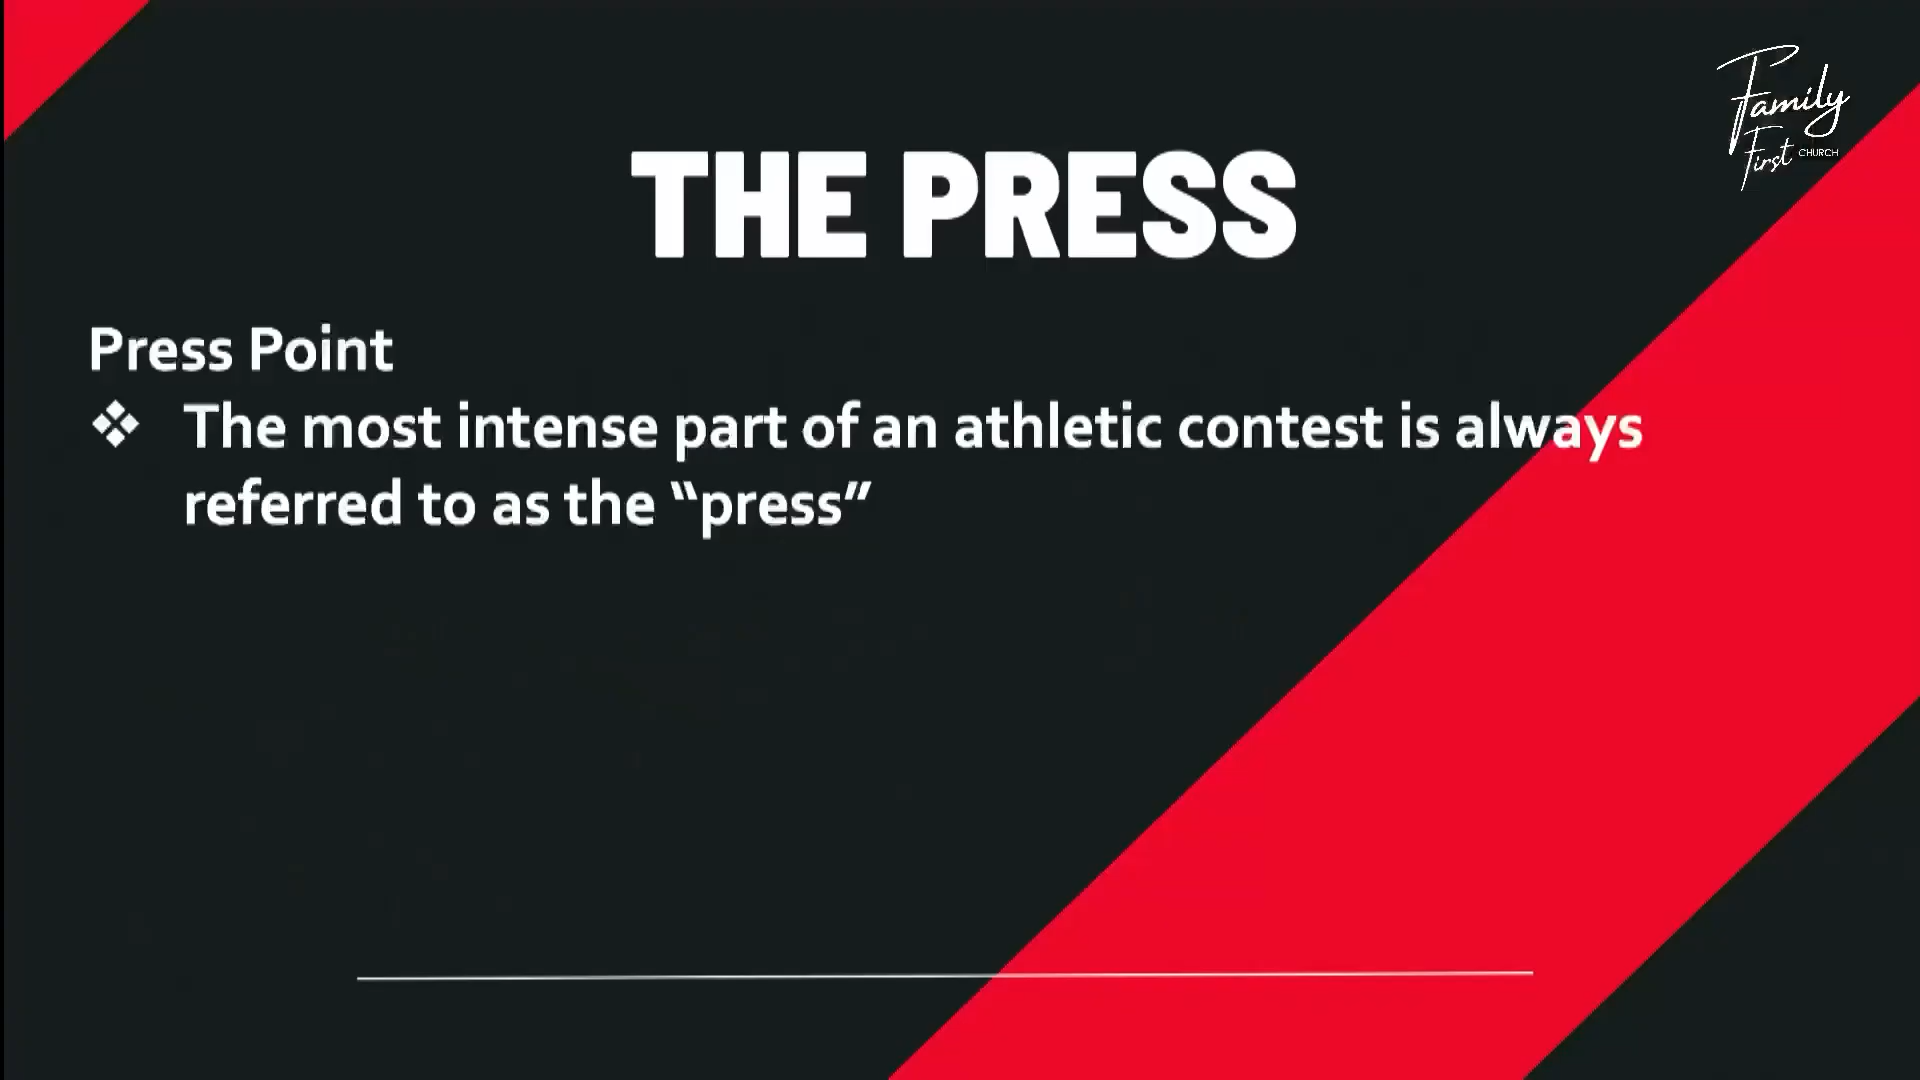 Family
First CHURCH
THE PRESS
Press Point
❖ The most intense part of an athletic contest is always
referred to as the “press”